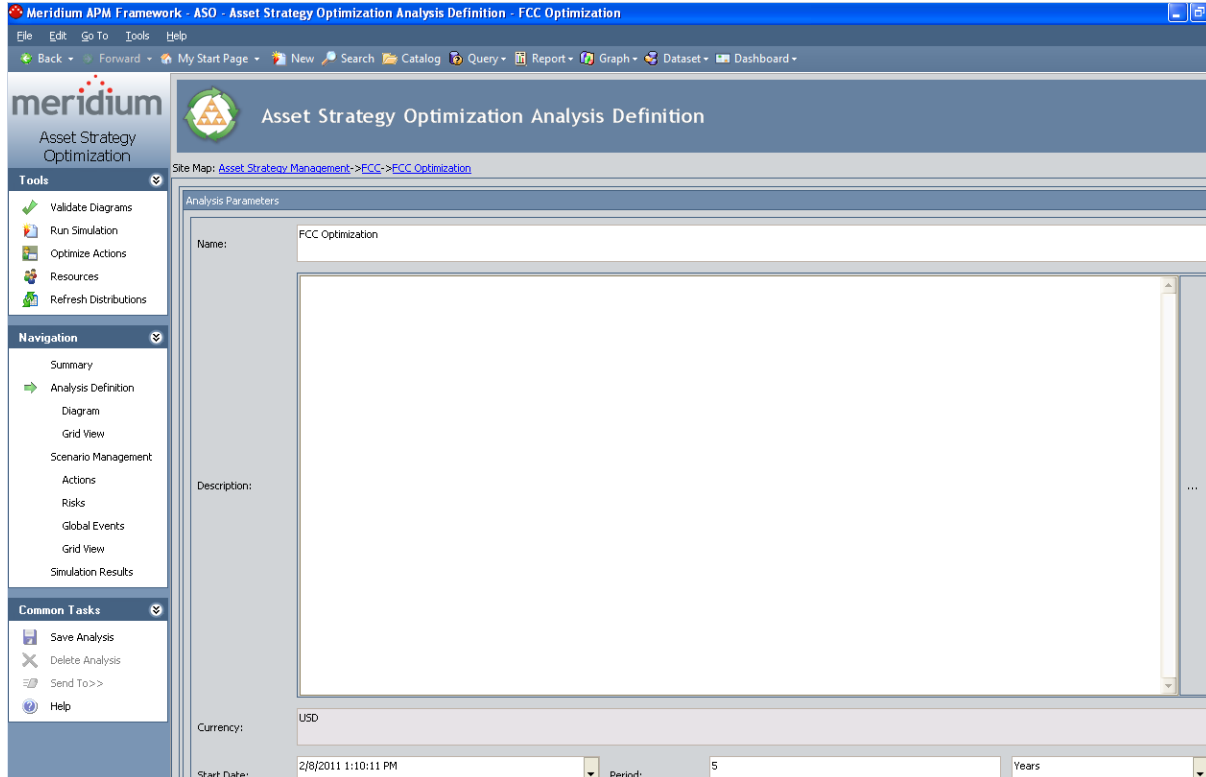 Meridium APM Framework - ASO - Asset Strategy Optimization Analysis Definition - FCC Optimization
File Edit Go To Tools Help
Back Forward My Start Page New Search Catalog Query Report Graph Dataset Dashboard
meridium
Asset Strategy
Optimization
Asset Strategy Optimization Analysis Definition
Site Map: Asset Strategy Management->FCC->FCC Optimization
Tools
Validate Diagrams
Run Simulation
Optimize Actions
Resources
Refresh Distributions
Navigation
Summary
Analysis Definition
Diagram
Grid View
Scenario Management
Actions
Risks
Global Events
Grid View
Simulation Results
Common Tasks
Save Analysis
Delete Analysis
Send To>>
Help
Analysis Parameters
Name: FCC Optimization
Description:
...
Currency: USD
Start Date: 2/8/2011 1:10:11 PM Period: 5 Years